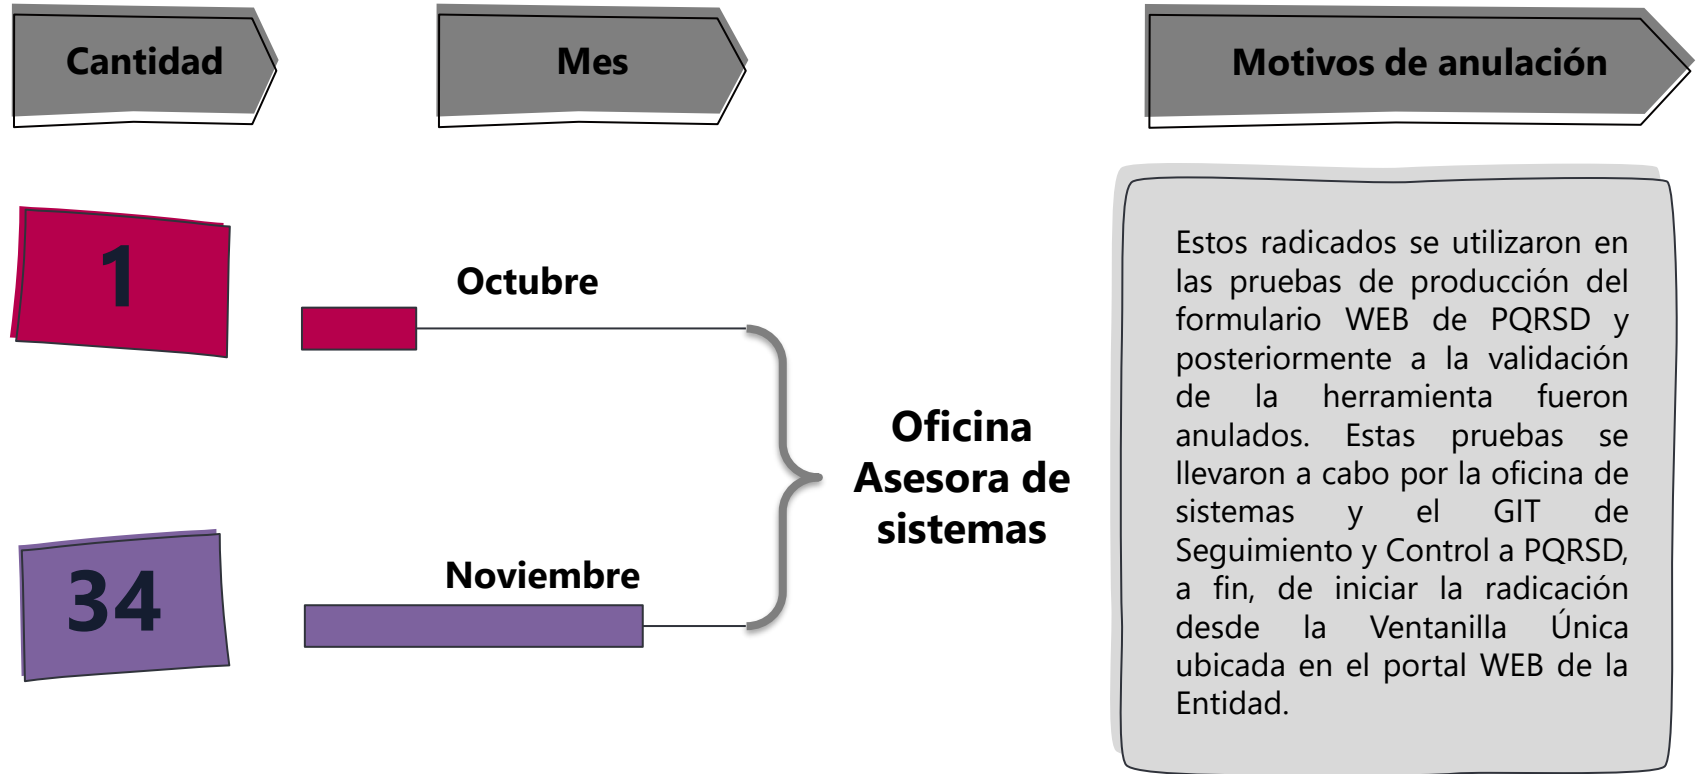 Cantidad
Mes
Motivos de anulación
1
Octubre
34
Noviembre
Oficina
Asesora de
sistemas
Estos radicados se utilizaron en
las pruebas de producción del
formulario WEB de PQRSD y
posteriormente a la validación
de la herramienta fueron
anulados. Estas pruebas se
llevaron a cabo por la oficina de
sistemas y el GIT de
Seguimiento y Control a PQRSD,
a fin, de iniciar la radicación
desde la Ventanilla Única
ubicada en el portal WEB de la
Entidad.